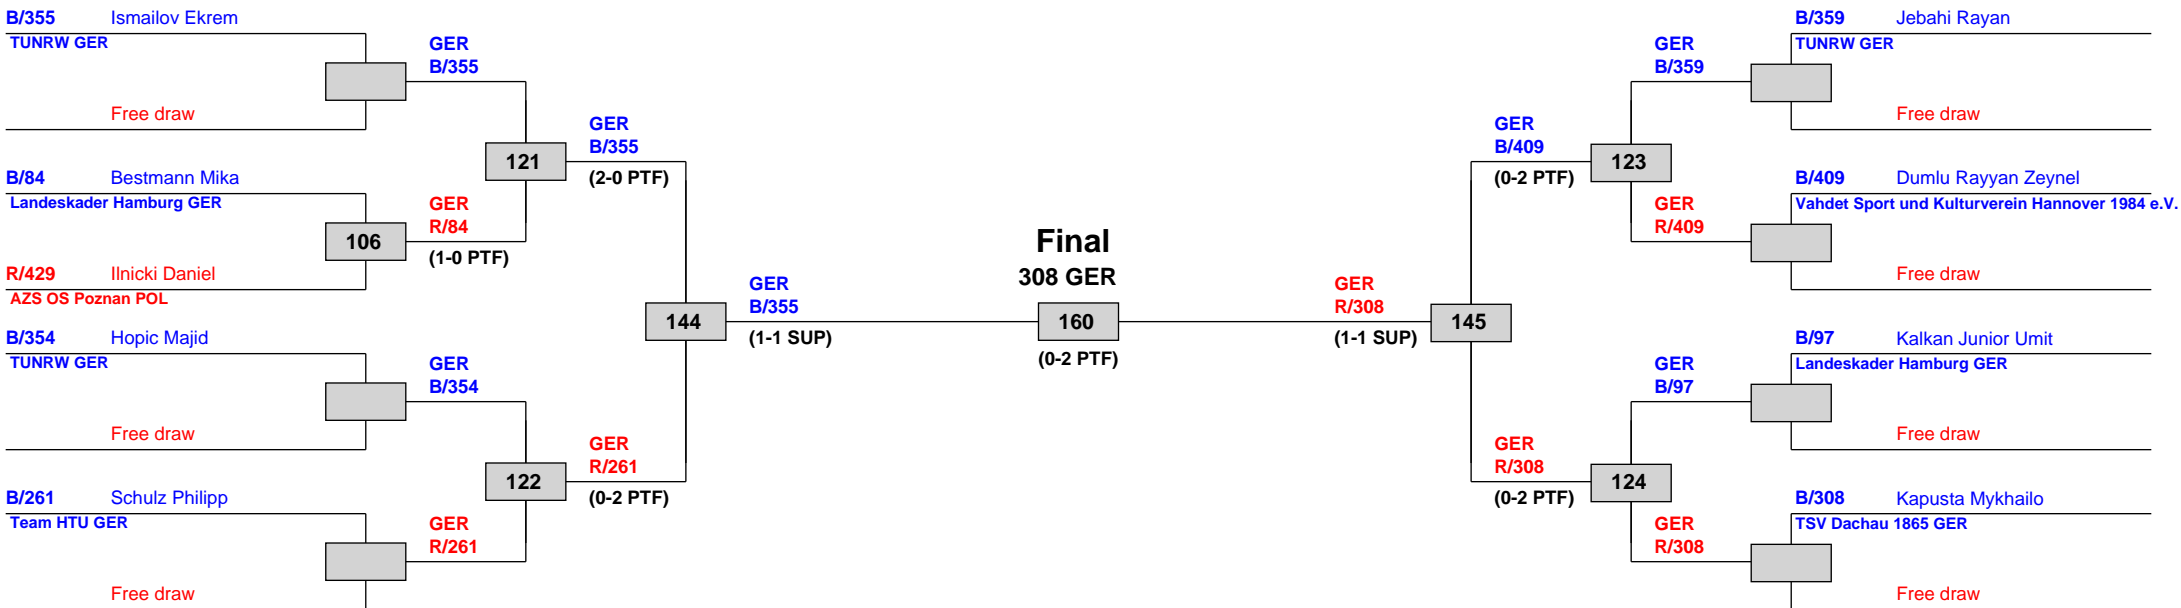 B/355 Ismailov Ekrem
TUNRW GER
Free draw
B/84 Bestmann Mika
Landeskader Hamburg GER
R/429 Ilnicki Daniel
AZS OS Poznan POL
B/354 Hopic Majid
TUNRW GER
Free draw
B/261 Schulz Philipp
Team HTU GER
Free draw
GER
B/355
106
GER
R/84
(1-0 PTF)
GER
B/354
GER
R/261
121
GER
B/355
(2-0 PTF)
122
GER
R/261
(0-2 PTF)
144
GER
B/355
(1-1 SUP)
Final
308 GER
160
(0-2 PTF)
GER
R/308
(1-1 SUP)
145
GER
B/409
(0-2 PTF)
123
GER
R/308
(0-2 PTF)
124
GER
B/359
GER
R/409
GER
B/97
GER
R/308
B/359 Jebahi Rayan
TUNRW GER
Free draw
B/409 Dumlu Rayyan Zeynel
Vahdet Sport und Kulturverein Hannover 1984 e.V.
Free draw
B/97 Kalkan Junior Umit
Landeskader Hamburg GER
Free draw
B/308 Kapusta Mykhailo
TSV Dachau 1865 GER
Free draw